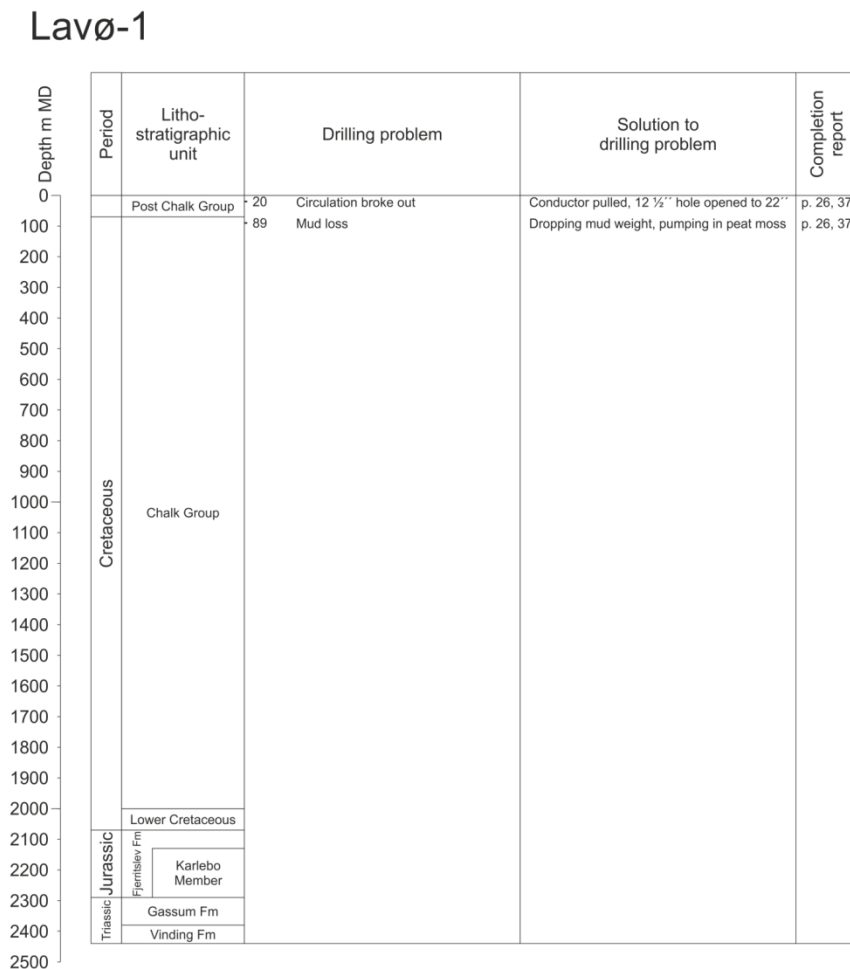 Lavø-1
Depth m MD
Period
Litho-
stratigraphic
unit
Drilling problem
Solution to
drilling problem
Completion
report
0
100
200
300
400
500
600
700
800
900
1000
1100
1200
1300
1400
1500
1600
1700
1800
1900
2000
2100
2200
2300
2400
2500
Cretaceous
Jurassic
Triassic
Post Chalk Group
Chalk Group
Lower Cretaceous
Fjerritslev Fm
Karlebo
Member
Gassum Fm
Vinding Fm
20 Circulation broke out Conductor pulled, 12 ½´´ hole opened to 22´´ p. 26, 37
89 Mud loss Dropping mud weight, pumping in peat moss p. 26, 37